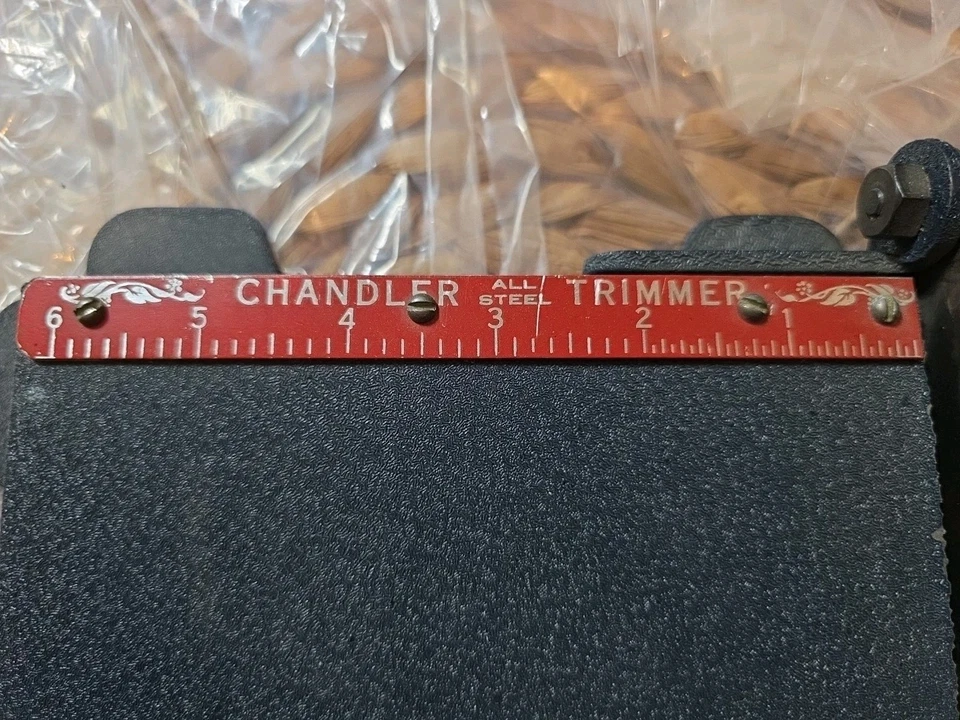 CHANDLER ALL STEEL TRIMMER
6 5 4 3 2 1